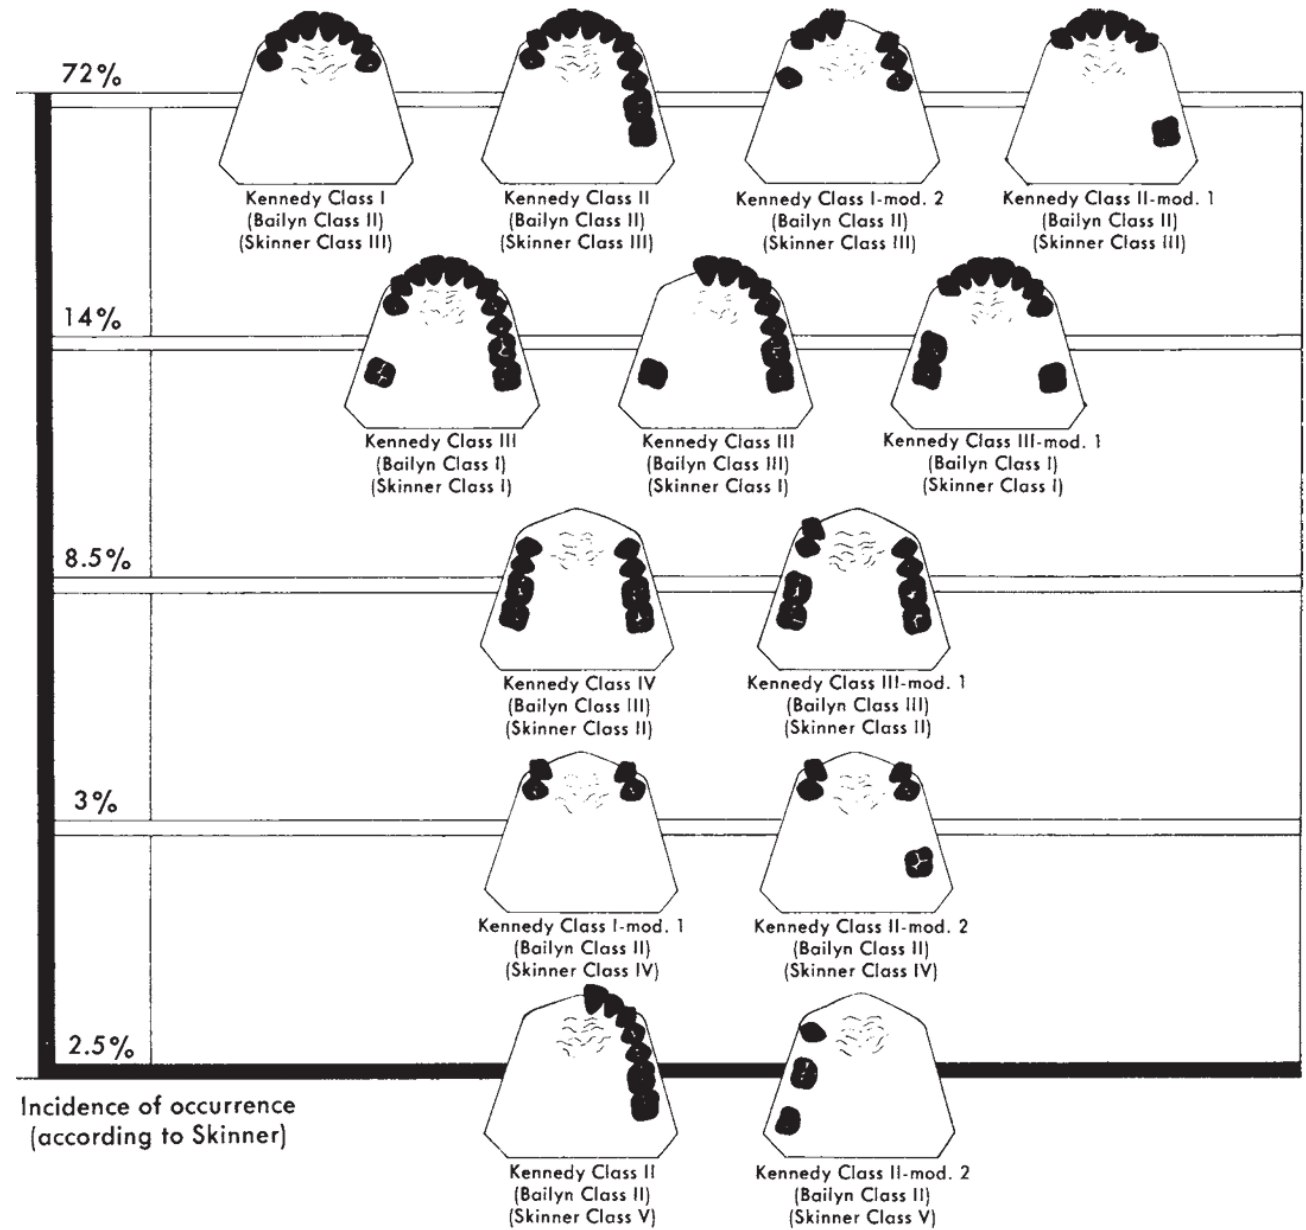 72%
Kennedy Class I
(Bailyn Class II)
(Skinner Class III)
Kennedy Class II
(Bailyn Class II)
(Skinner Class III)
Kennedy Class I-mod. 2
(Bailyn Class II)
(Skinner Class III)
Kennedy Class II-mod. 1
(Bailyn Class II)
(Skinner Class III)
14%
Kennedy Class III
(Bailyn Class I)
(Skinner Class I)
Kennedy Class III
(Bailyn Class III)
(Skinner Class I)
Kennedy Class III-mod. 1
(Bailyn Class I)
(Skinner Class I)
8.5%
Kennedy Class IV
(Bailyn Class III)
(Skinner Class II)
Kennedy Class III-mod. 1
(Bailyn Class III)
(Skinner Class II)
3%
Kennedy Class I-mod. 1
(Bailyn Class II)
(Skinner Class IV)
Kennedy Class II-mod. 2
(Bailyn Class II)
(Skinner Class IV)
2.5%
Incidence of occurrence
(according to Skinner)
Kennedy Class II
(Bailyn Class II)
(Skinner Class V)
Kennedy Class II-mod. 2
(Bailyn Class II)
(Skinner Class V)